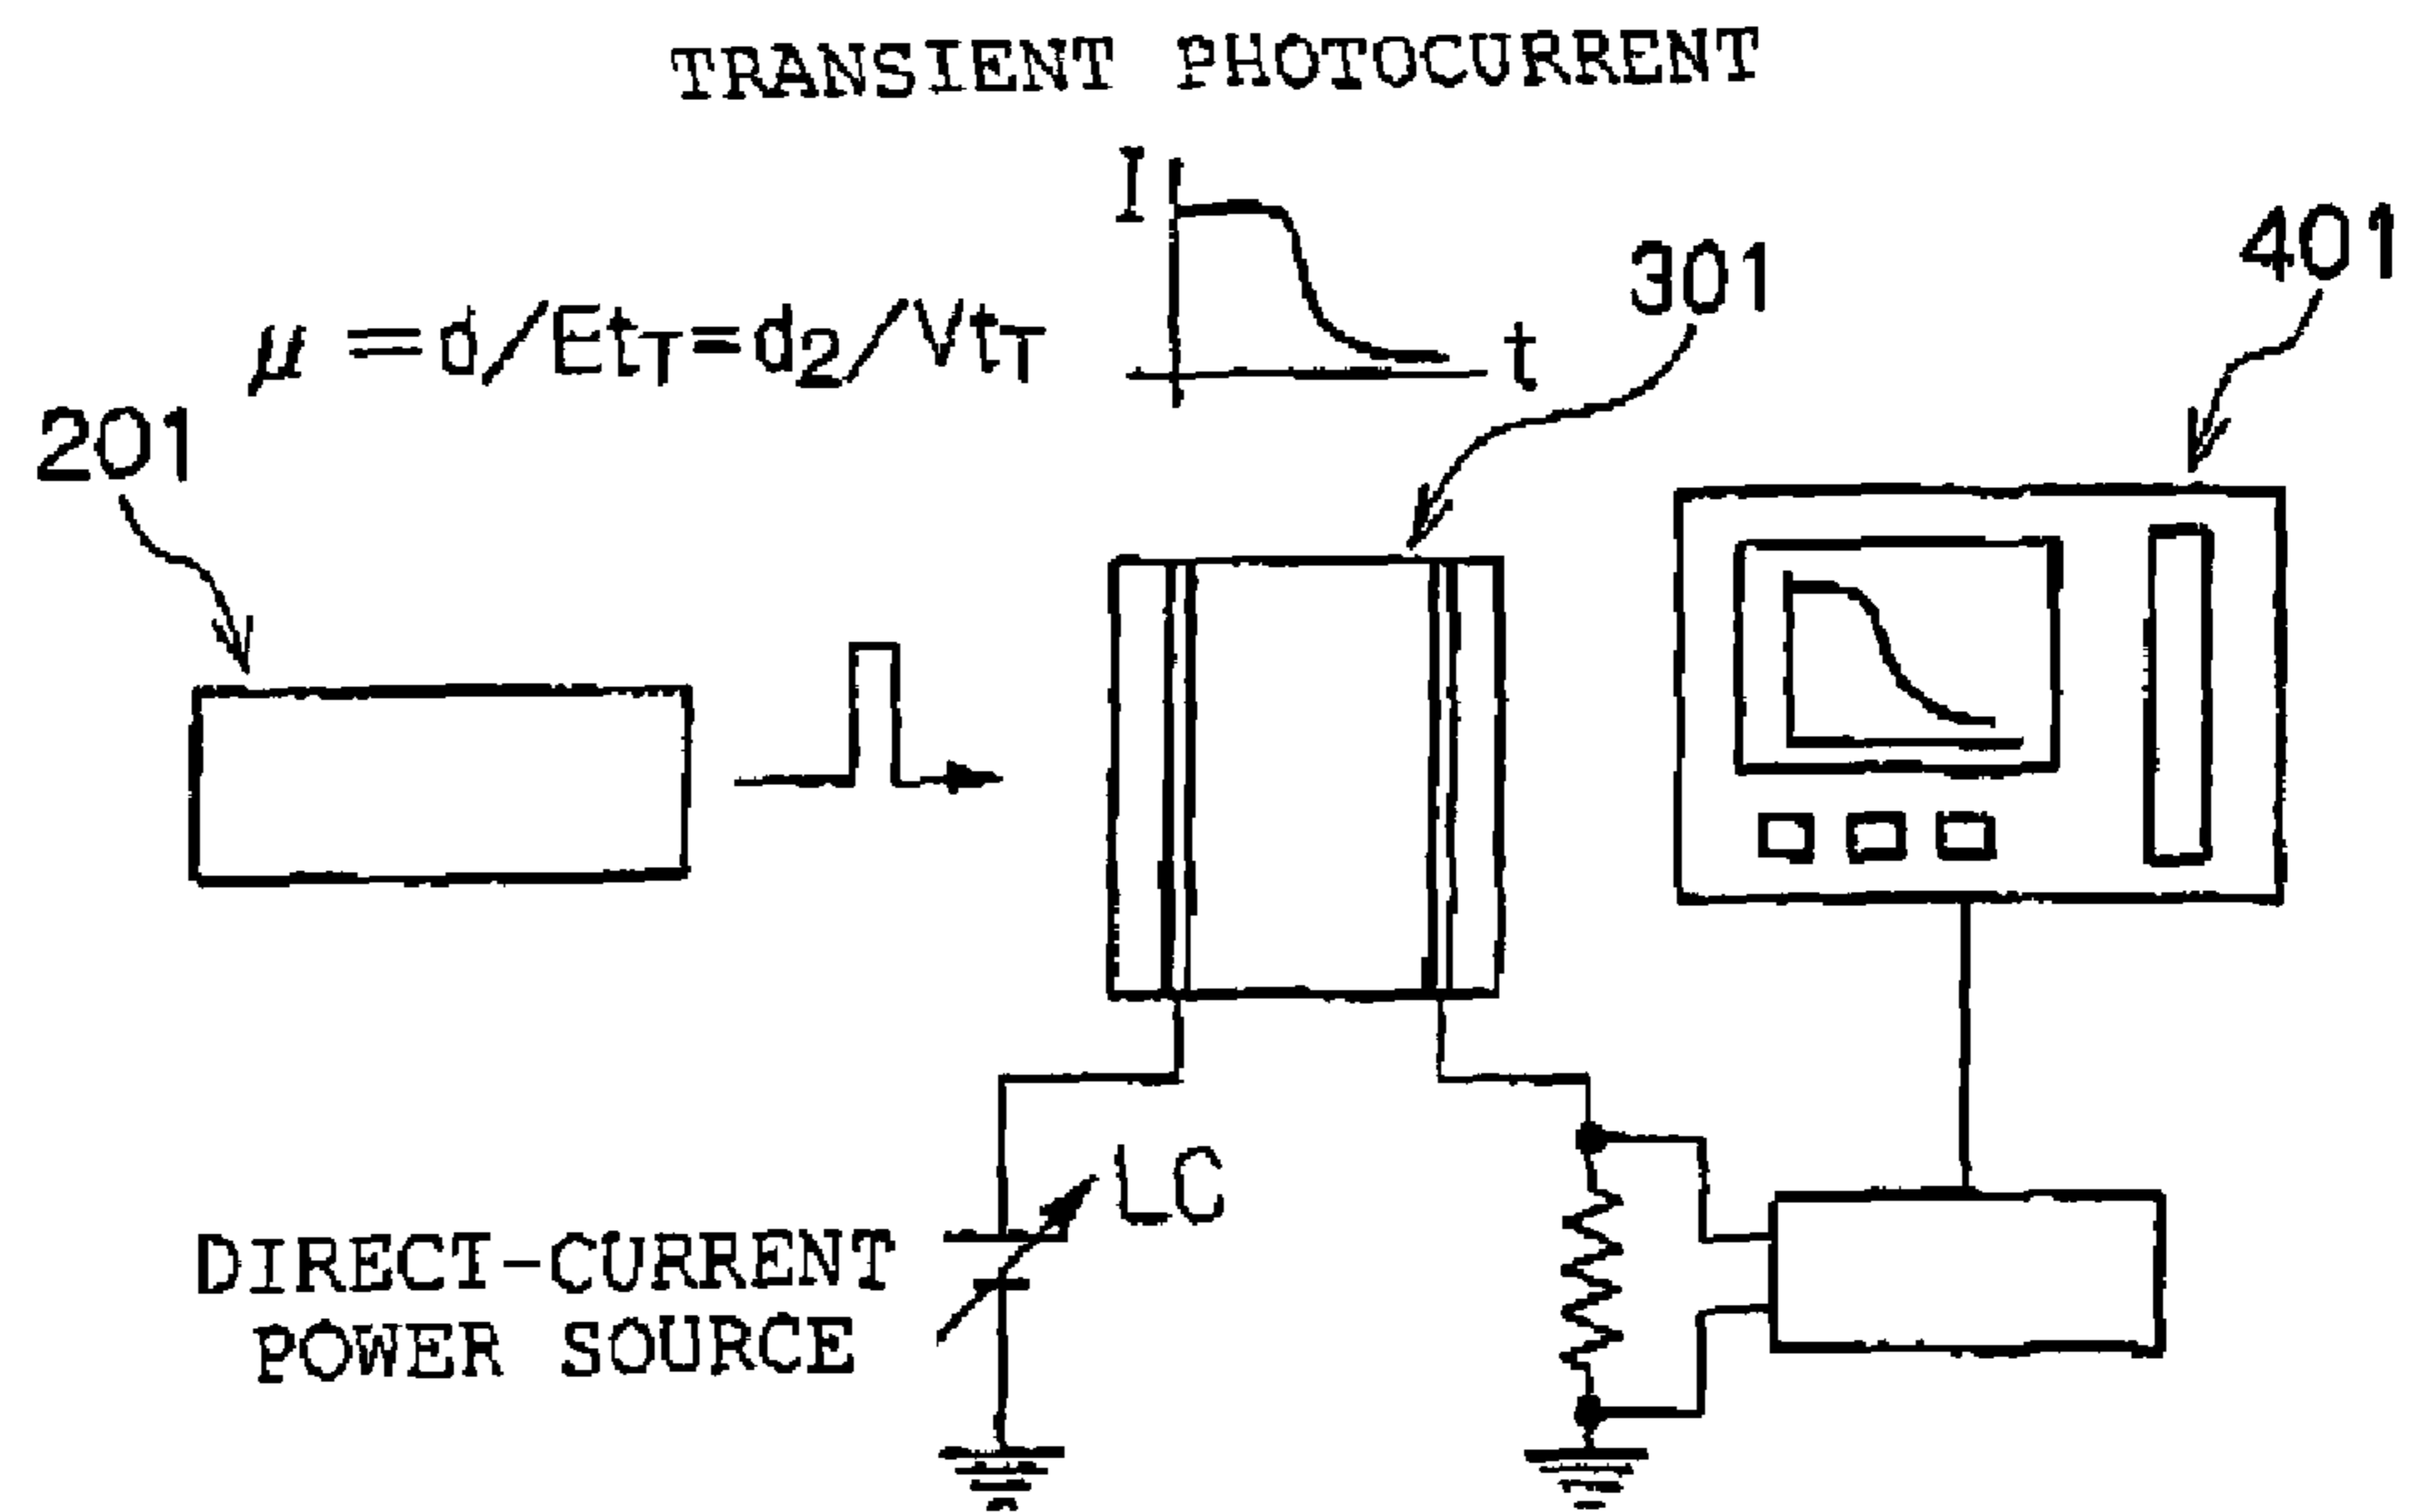 TRANSIENT PHOTOCURRENT
I
t
301
401
μ =d/EtT=d2/VtT
201
LC
DIRECT-CURRENT
POWER SOURCE